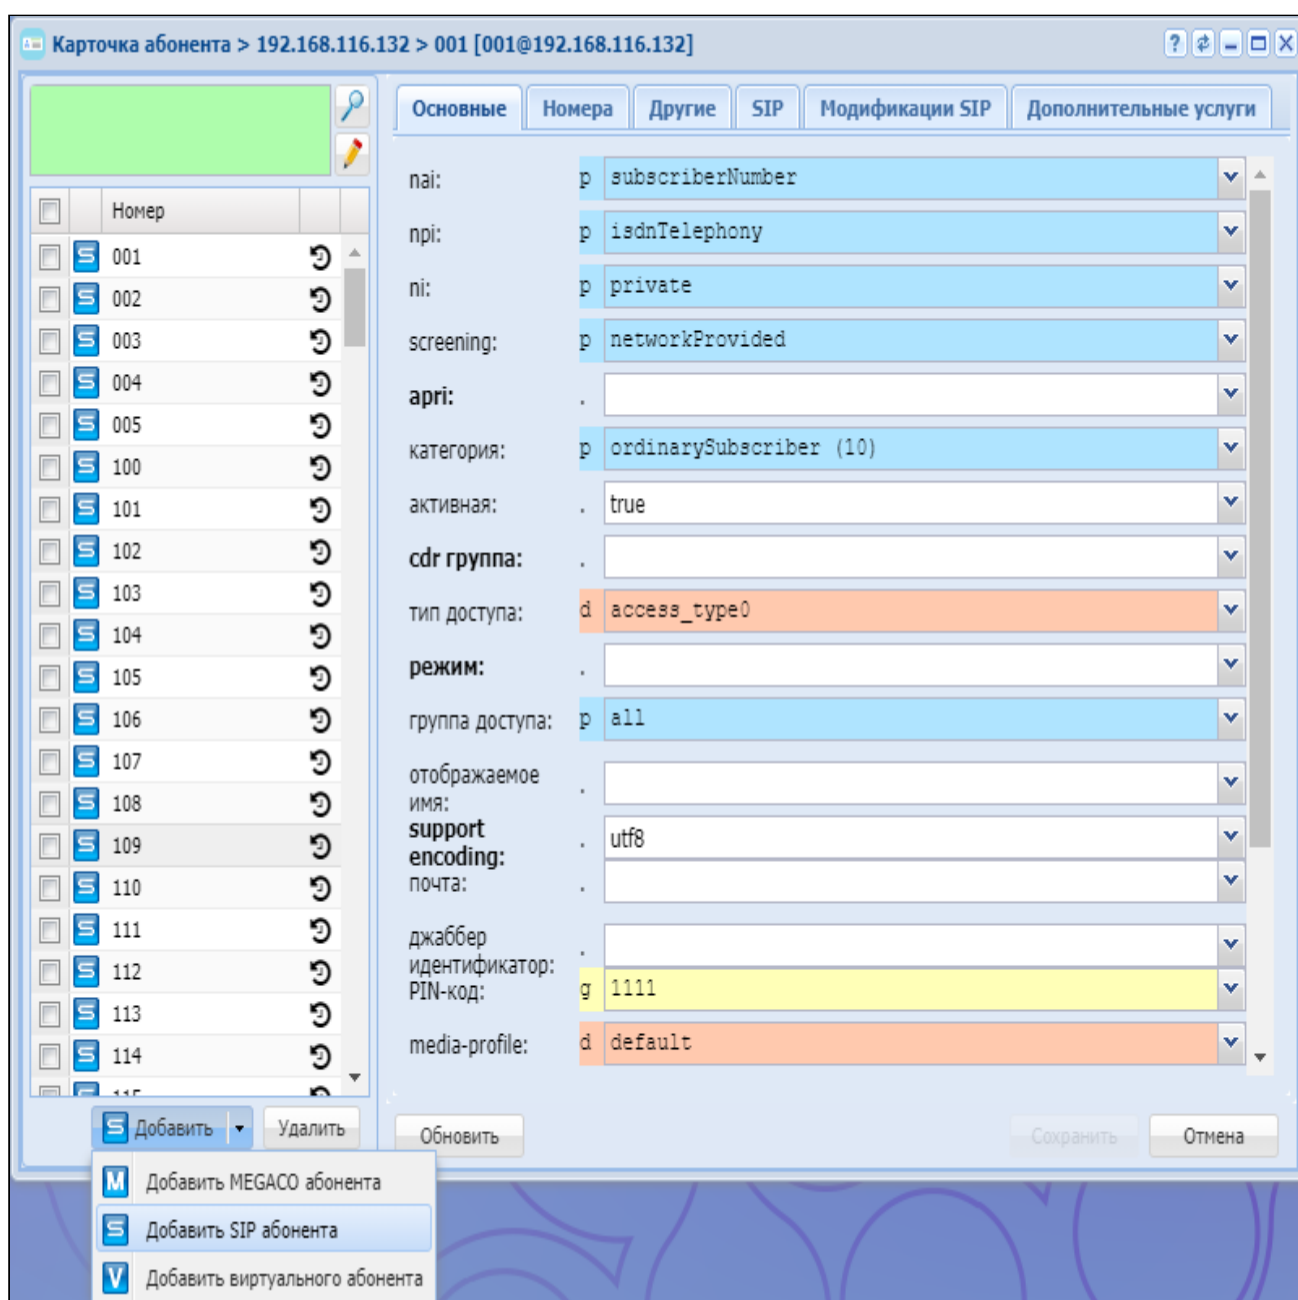 Карточка абонента > 192.168.116.132 > 001 [001@192.168.116.132]
Основные Номера Другие SIP Модификации SIP Дополнительные услуги
Номер
001
002
003
004
005
100
101
102
103
104
105
106
107
108
109
110
111
112
113
114
nai: p subscriberNumber
npi: p isdnTelephony
ni: p private
screening: p networkProvided
apri: .
категория: p ordinarySubscriber (10)
активная: . true
cdr группа: .
тип доступа: d access_type0
режим: .
группа доступа: p all
отображаемое
имя: .
support
encoding: . utf8
почта: .
джаббер
идентификатор: .
PIN-код: g 1111
media-profile: d default
Добавить Удалить
Обновить Сохранить Отмена
M Добавить MEGACO абонента
S Добавить SIP абонента
V Добавить виртуального абонента